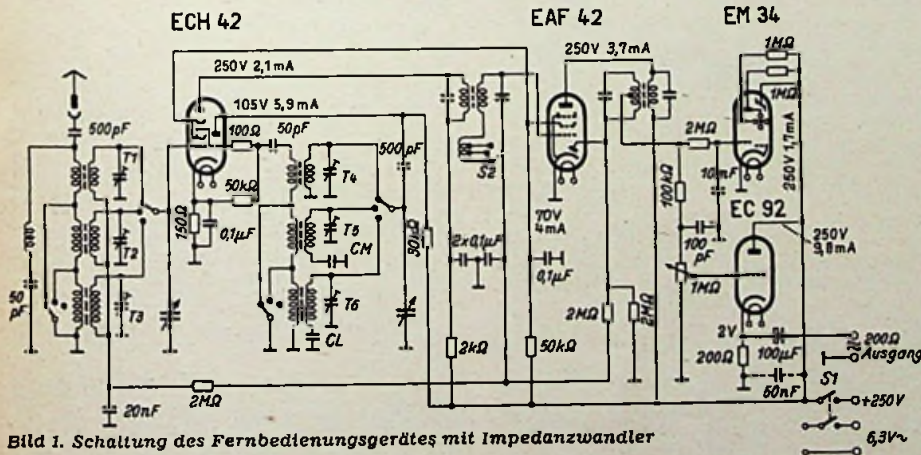 ECH 42
EAF 42
EM 34
250V 2,1mA
250V 3,7mA
1MΩ
1MΩ
105V 5,9mA
500pF
100Ω
50pF
500pF
2MΩ
250V 1,7mA
T1
T4
S2
10nF
50kΩ
100kΩ
EC 92
150Ω
0,1µF
T5
50kΩ
70V
4mA
100
pF
250V
9,8mA
T2
CM
2x0,1µF
0,1µF
1MΩ
50
pF
T3
T6
2MΩ
2MΩ
2V
200Ω
CL
2kΩ
50kΩ
200Ω
100µF
Ausgang
50nF
S1
2MΩ
+250V
20nF
6,3V~
Bild 1. Schaltung des Fernbedienungsgerätes mit Impedanzwandler